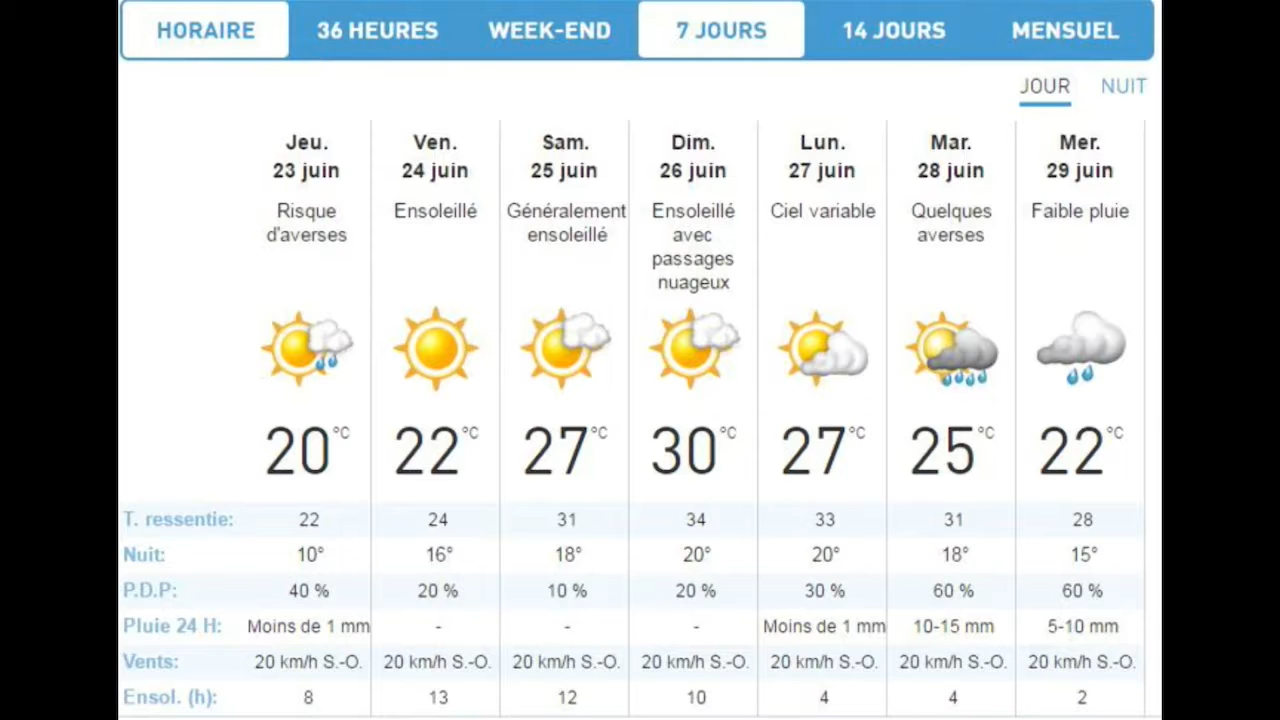 HORAIRE 36 HEURES WEEK-END 7 JOURS 14 JOURS MENSUEL
JOUR NUIT
Jeu. Ven. Sam. Dim. Lun. Mar. Mer.
23 juin 24 juin 25 juin 26 juin 27 juin 28 juin 29 juin
Risque Ensoleillé Généralement Ensoleillé Ciel variable Quelques Faible pluie
d'averses ensoleillé avec averses
passages
nuageux
20°C 22°C 27°C 30°C 27°C 25°C 22°C
T. ressentie: 22 24 31 34 33 31 28
Nuit: 10° 16° 18° 20° 20° 18° 15°
P.D.P: 40 % 20 % 10 % 20 % 30 % 60 % 60 %
Pluie 24 H: Moins de 1 mm - - - Moins de 1 mm 10-15 mm 5-10 mm
Vents: 20 km/h S.-O. 20 km/h S.-O. 20 km/h S.-O. 20 km/h S.-O. 20 km/h S.-O. 20 km/h S.-O. 20 km/h S.-O.
Ensol. (h): 8 13 12 10 4 4 2